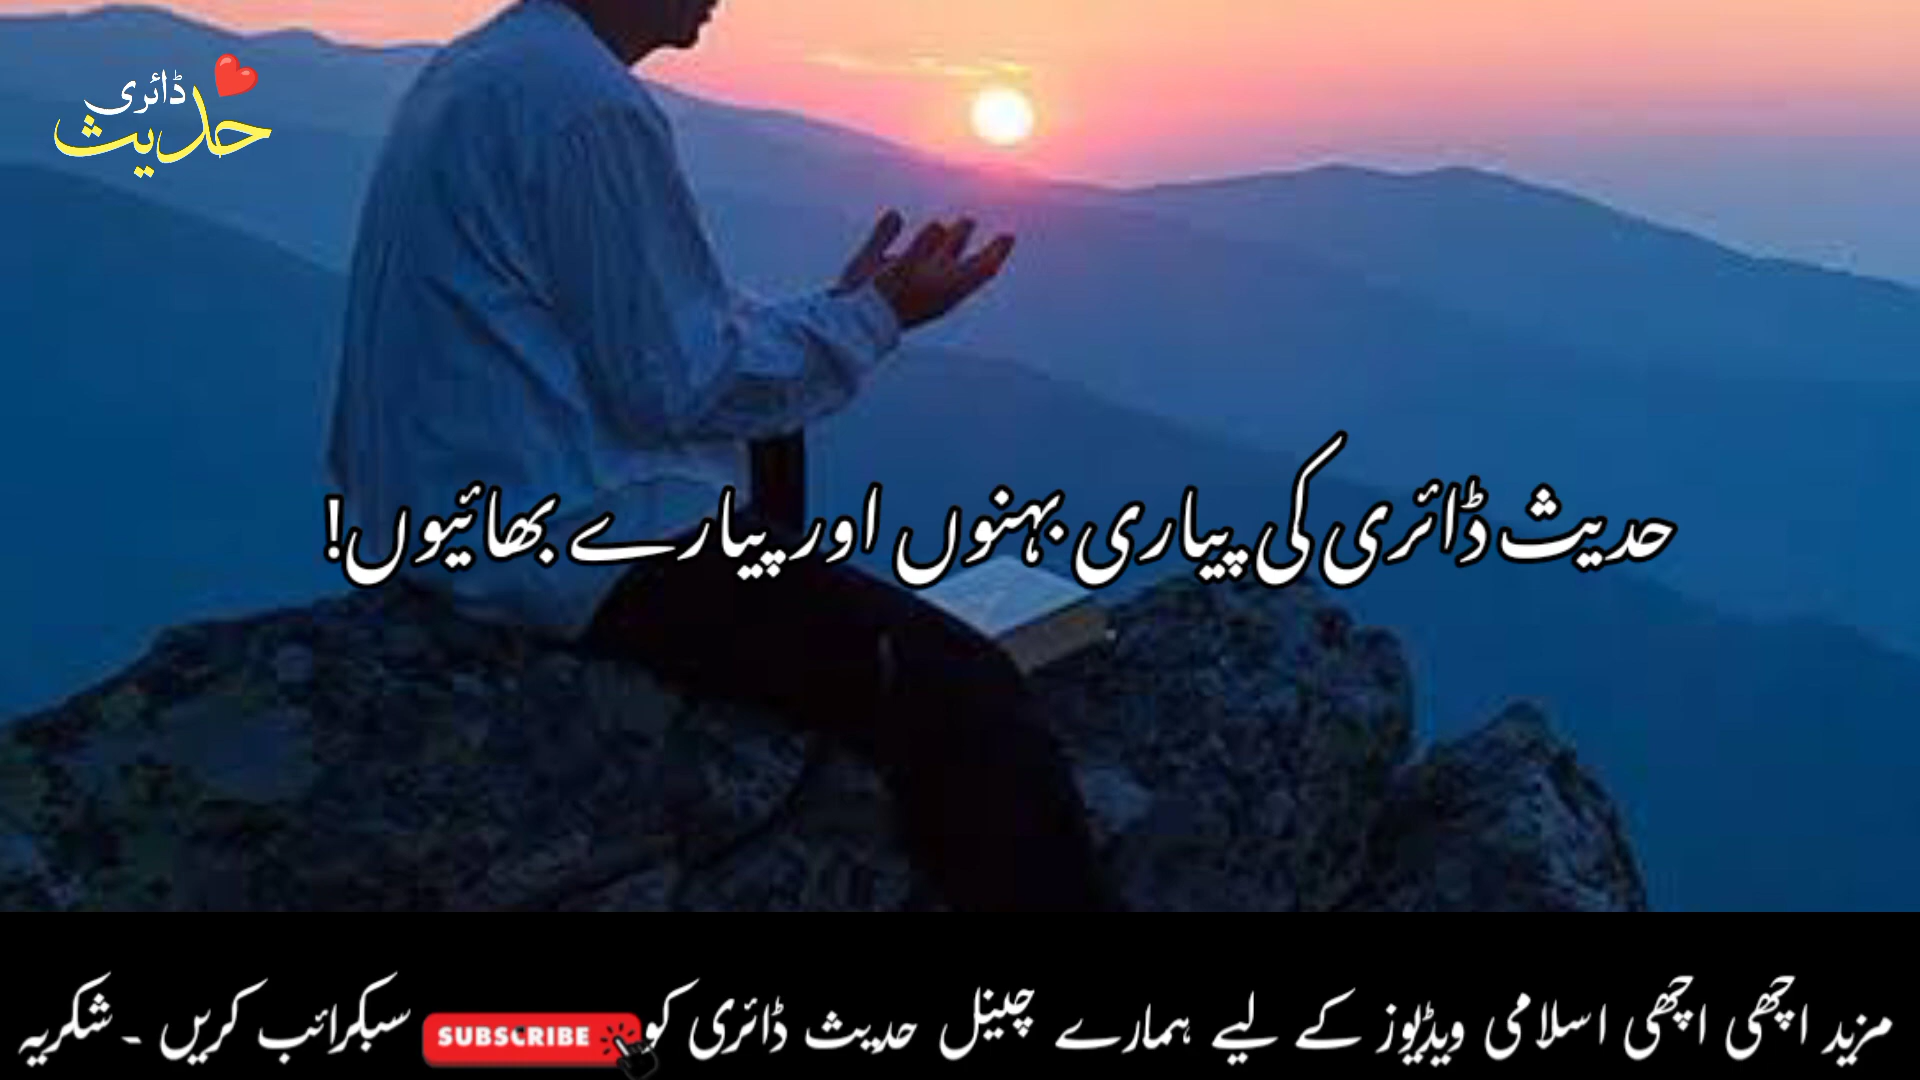 ڈائری
حدیث
حدیث ڈائری کی پیاری بہنوں اور پیارے بھائیوں!
مزید اچھی اچھی اسلامی ویڈیوز کے لیے ہمارے چینل حدیث ڈائری کو SUBSCRIBE سبکرائب کریں ۔ شکریہ